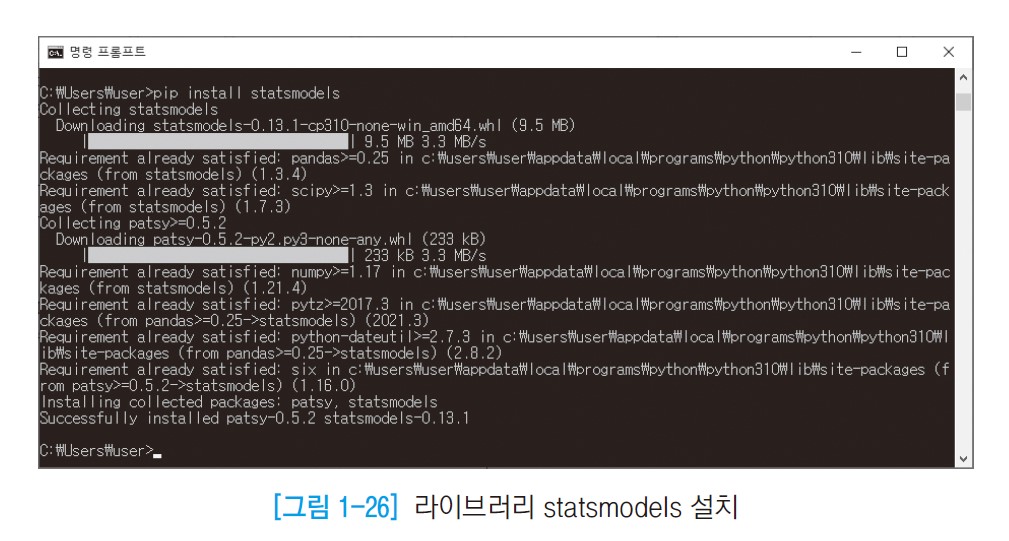 명령 프롬프트
C:₩Users₩user>pip install statsmodels
Collecting statsmodels
  Downloading statsmodels-0.13.1-cp310-none-win_amd64.whl (9.5 MB)
     |                                | 9.5 MB 3.3 MB/s
Requirement already satisfied: pandas>=0.25 in c:₩users₩user₩appdata₩local₩programs₩python₩python310₩lib₩site-pa
ckages (from statsmodels) (1.3.4)
Requirement already satisfied: scipy>=1.3 in c:₩users₩user₩appdata₩local₩programs₩python₩python310₩lib₩site-pack
ages (from statsmodels) (1.7.3)
Collecting patsy>=0.5.2
  Downloading patsy-0.5.2-py2.py3-none-any.whl (233 kB)
     |                                | 233 kB 3.3 MB/s
Requirement already satisfied: numpy>=1.17 in c:₩users₩user₩appdata₩local₩programs₩python₩python310₩lib₩site-pac
kages (from statsmodels) (1.21.4)
Requirement already satisfied: pytz>=2017.3 in c:₩users₩user₩appdata₩local₩programs₩python₩python310₩lib₩site-pa
ckages (from pandas>=0.25->statsmodels) (2021.3)
Requirement already satisfied: python-dateutil>=2.7.3 in c:₩users₩user₩appdata₩local₩programs₩python₩python310₩l
ib₩site-packages (from pandas>=0.25->statsmodels) (2.8.2)
Requirement already satisfied: six in c:₩users₩user₩appdata₩local₩programs₩python₩python310₩lib₩site-packages (f
rom patsy>=0.5.2->statsmodels) (1.16.0)
Installing collected packages: patsy, statsmodels
Successfully installed patsy-0.5.2 statsmodels-0.13.1
C:₩Users₩user>_
[그림 1-26] 라이브러리 statsmodels 설치